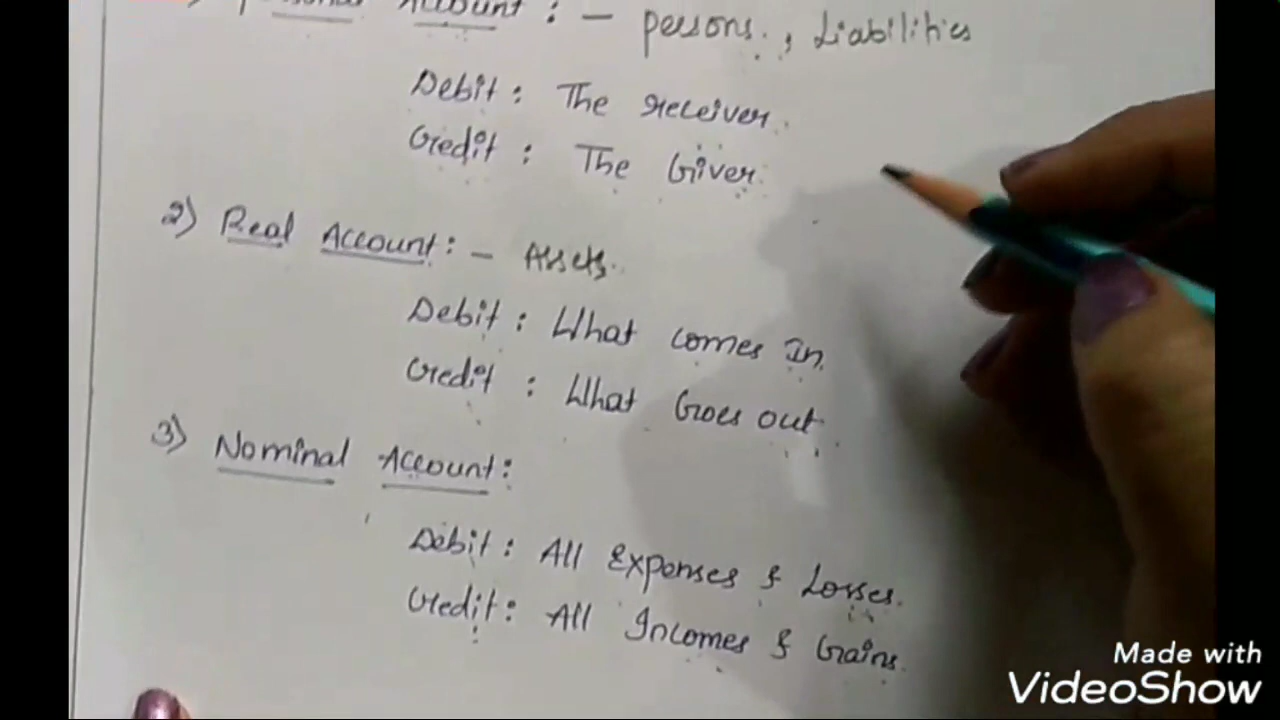 Account : - Persons. , Liabilities
Debit : The receiver.
Credit : The Giver.
2) Real Account : - Assets.
Debit : What comes In.
Credit : What Goes out.
3) Nominal Account :
Debit : All Expenses & Losses.
Credit : All Incomes & Gains.
Made with
VideoShow